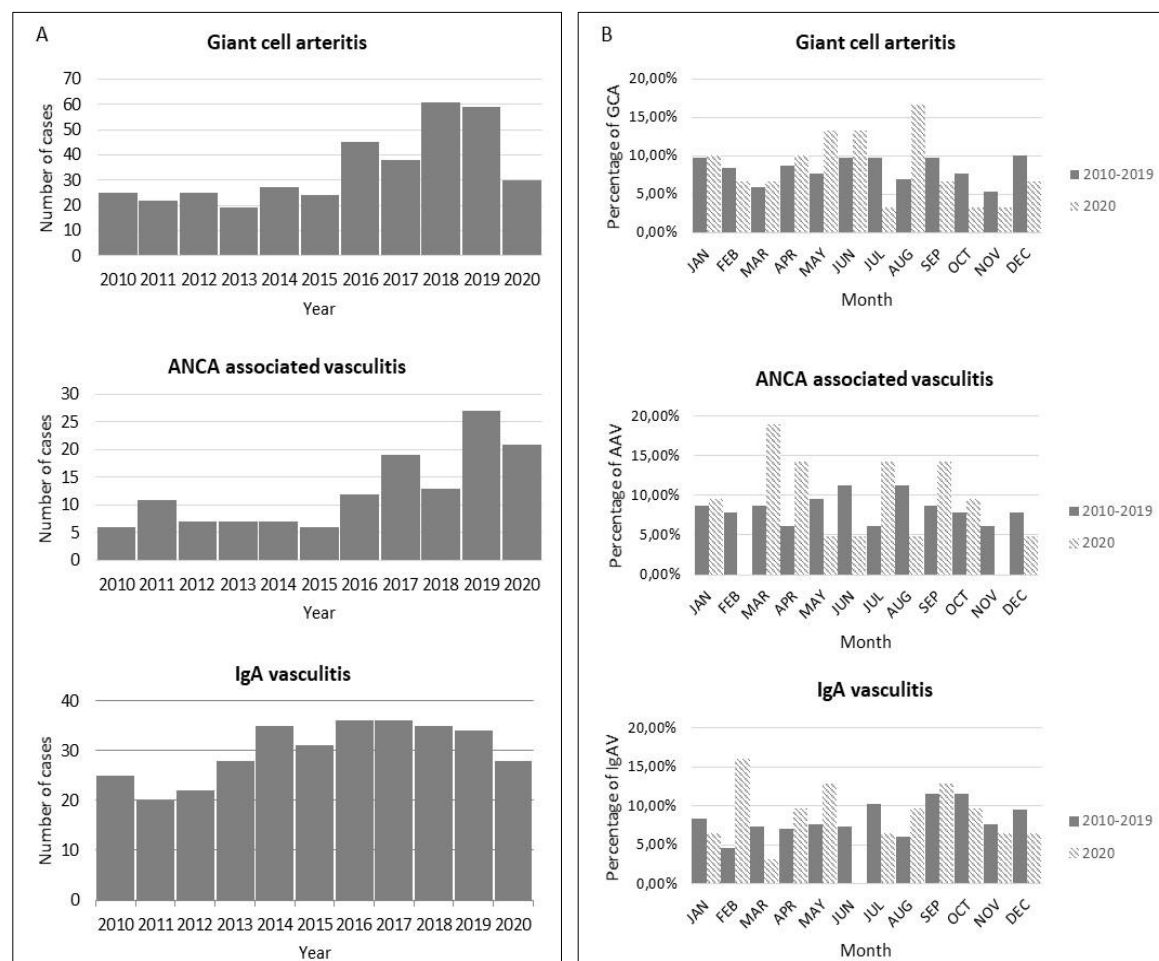 A
Giant cell arteritis
Number of cases
70
60
50
40
30
20
10
0
2010 2011 2012 2013 2014 2015 2016 2017 2018 2019 2020
Year
ANCA associated vasculitis
Number of cases
30
25
20
15
10
5
0
2010 2011 2012 2013 2014 2015 2016 2017 2018 2019 2020
Year
IgA vasculitis
Number of cases
40
30
20
10
0
2010 2011 2012 2013 2014 2015 2016 2017 2018 2019 2020
Year
B
Giant cell arteritis
Percentage of GCA
20,00%
15,00%
10,00%
5,00%
0,00%
JAN FEB MAR APR MAY JUN JUL AUG SEP OCT NOV DEC
Month
2010-2019
2020
ANCA associated vasculitis
Percentage of AAV
20,00%
15,00%
10,00%
5,00%
0,00%
JAN FEB MAR APR MAY JUN JUL AUG SEP OCT NOV DEC
Month
2010-2019
2020
IgA vasculitis
Percentage of IgAV
20,00%
15,00%
10,00%
5,00%
0,00%
JAN FEB MAR APR MAY JUN JUL AUG SEP OCT NOV DEC
Month
2010-2019
2020